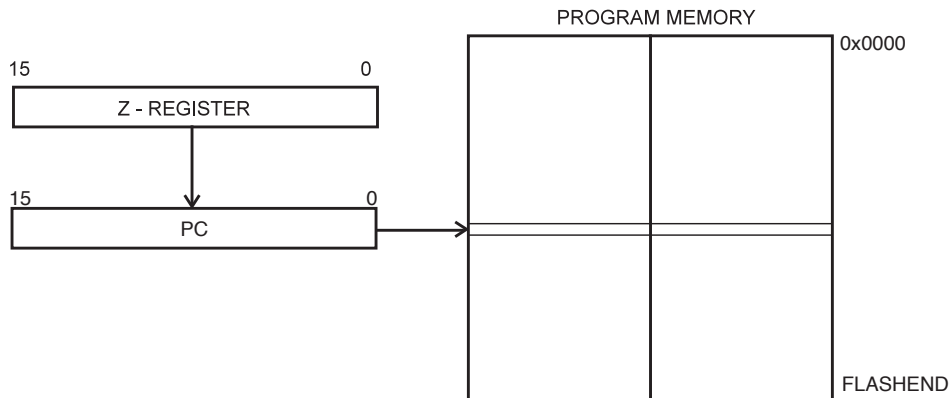 PROGRAM MEMORY
0x0000
15 0
Z - REGISTER
15 0
PC
FLASHEND